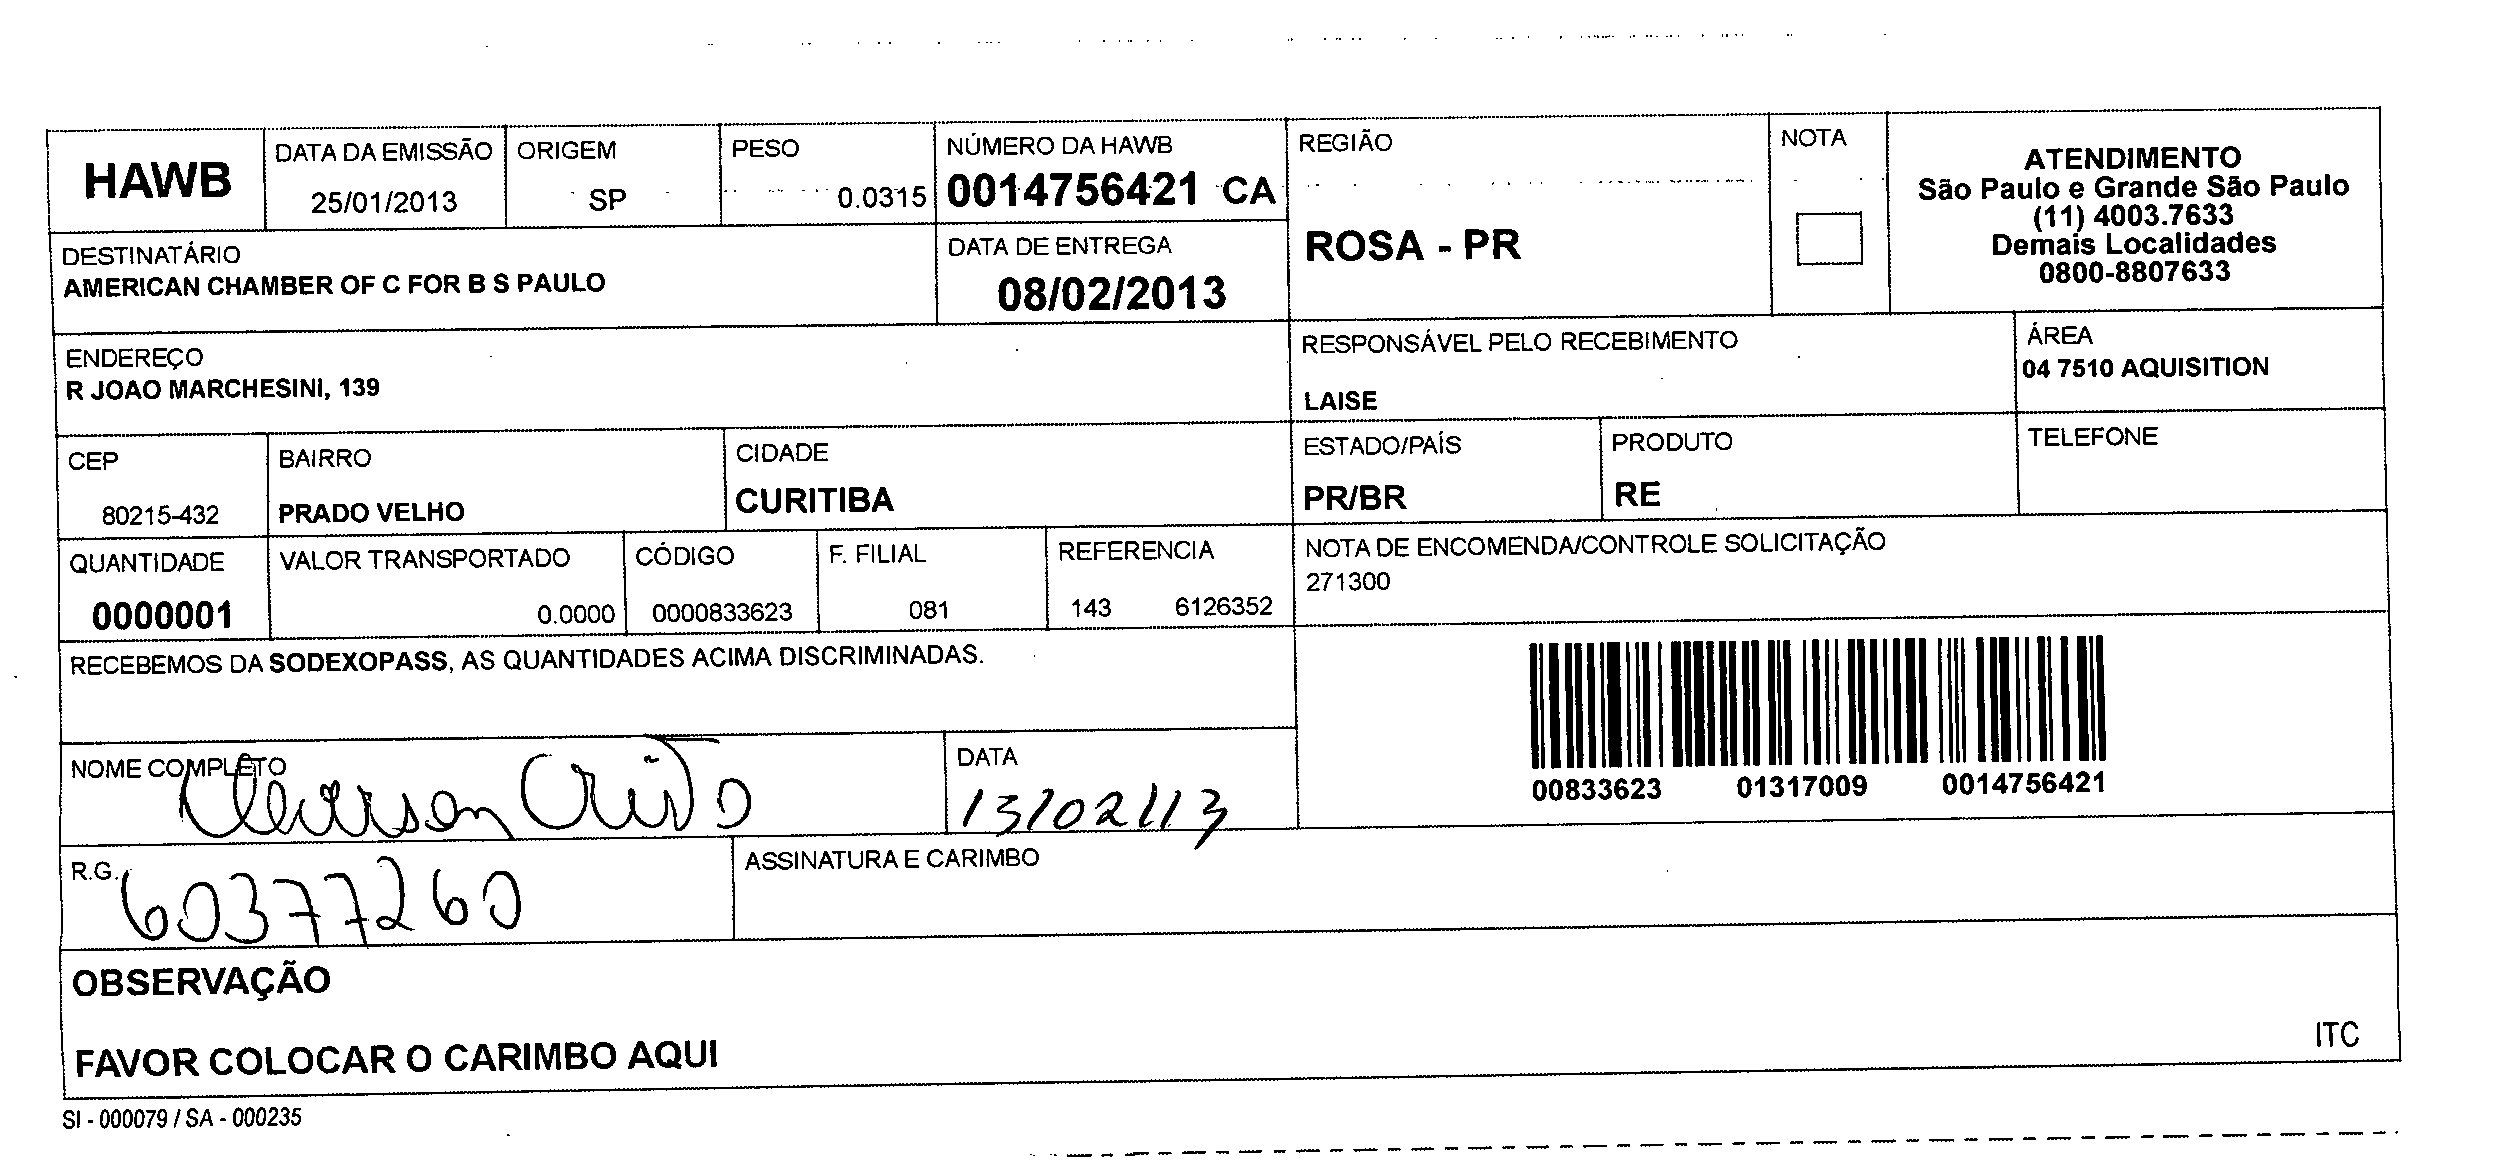 HAWB
DATA DA EMISSÃO
25/01/2013
ORIGEM
SP
PESO
0.0315
NÚMERO DA HAWB
0014756421 CA
REGIÃO
ROSA - PR
NOTA
ATENDIMENTO
São Paulo e Grande São Paulo
(11) 4003.7633
Demais Localidades
0800-8807633
DESTINATÁRIO
AMERICAN CHAMBER OF C FOR B S PAULO
DATA DE ENTREGA
08/02/2013
ENDEREÇO
R JOAO MARCHESINI, 139
RESPONSÁVEL PELO RECEBIMENTO
LAISE
ÁREA
04 7510 AQUISITION
CEP
80215-432
BAIRRO
PRADO VELHO
CIDADE
CURITIBA
ESTADO/PAÍS
PR/BR
PRODUTO
RE
TELEFONE
QUANTIDADE
0000001
VALOR TRANSPORTADO
0.0000
CÓDIGO
0000833623
F. FILIAL
081
REFERENCIA
143 6126352
NOTA DE ENCOMENDA/CONTROLE SOLICITAÇÃO
271300
RECEBEMOS DA SODEXOPASS, AS QUANTIDADES ACIMA DISCRIMINADAS.
00833623 01317009 0014756421
NOME COMPLETO
DATA
13/02/13
R.G.
60377260
ASSINATURA E CARIMBO
OBSERVAÇÃO
FAVOR COLOCAR O CARIMBO AQUI
ITC
SI - 000079 / SA - 000235